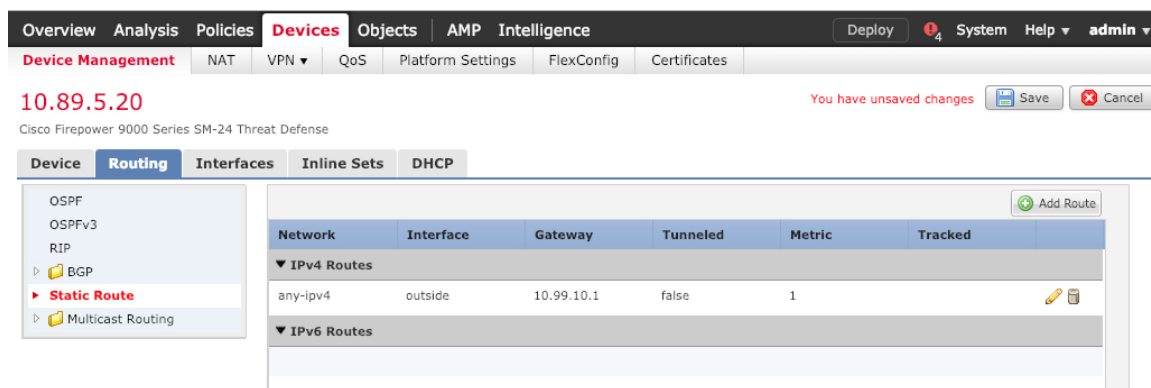 Overview Analysis Policies Devices Objects AMP Intelligence Deploy 4 System Help admin
Device Management NAT VPN QoS Platform Settings FlexConfig Certificates
10.89.5.20
You have unsaved changes Save Cancel
Cisco Firepower 9000 Series SM-24 Threat Defense
Device Routing Interfaces Inline Sets DHCP
OSPF
OSPFv3
RIP
BGP
Static Route
Multicast Routing
Add Route
Network Interface Gateway Tunneled Metric Tracked
IPv4 Routes
any-ipv4 outside 10.99.10.1 false 1
IPv6 Routes